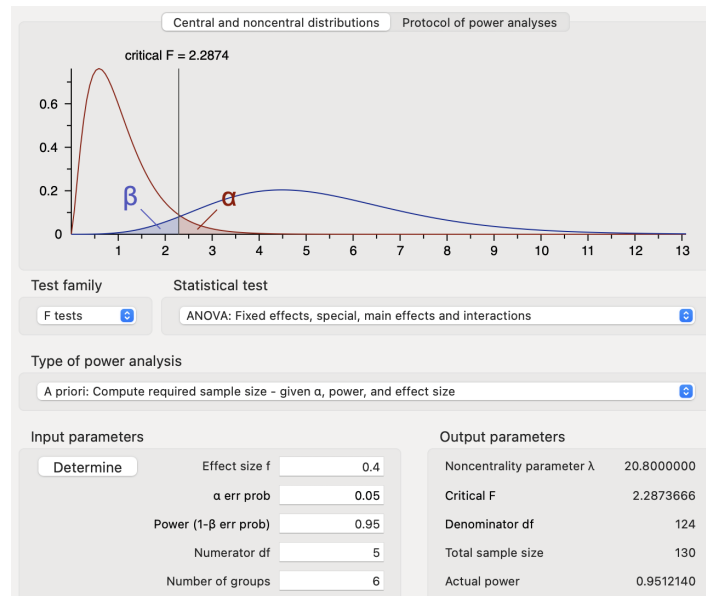 Central and noncentral distributions Protocol of power analyses
critical F = 2.2874
0.6
0.4
0.2
0
β
α
1 2 3 4 5 6 7 8 9 10 11 12 13
Test family Statistical test
F tests ANOVA: Fixed effects, special, main effects and interactions
Type of power analysis
A priori: Compute required sample size - given α, power, and effect size
Input parameters Output parameters
Determine Effect size f 0.4 Noncentrality parameter λ 20.8000000
α err prob 0.05 Critical F 2.2873666
Power (1-β err prob) 0.95 Denominator df 124
Numerator df 5 Total sample size 130
Number of groups 6 Actual power 0.9512140